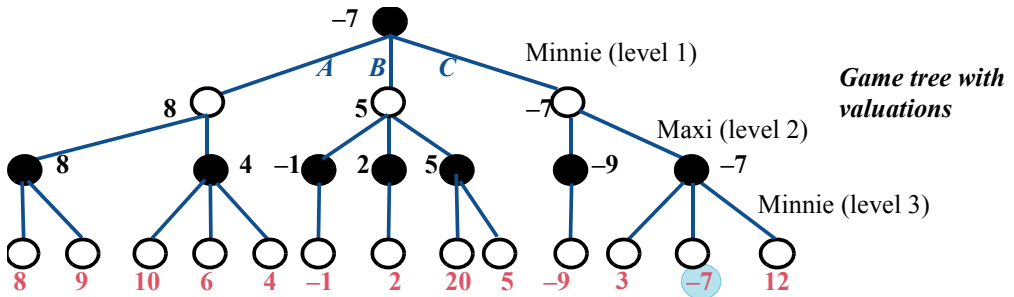 –7
Minnie (level 1)
A B C
Game tree with
valuations
8 5 –7
Maxi (level 2)
8 4 –1 2 5 –9 –7
Minnie (level 3)
8 9 10 6 4 –1 2 20 5 –9 3 –7 12